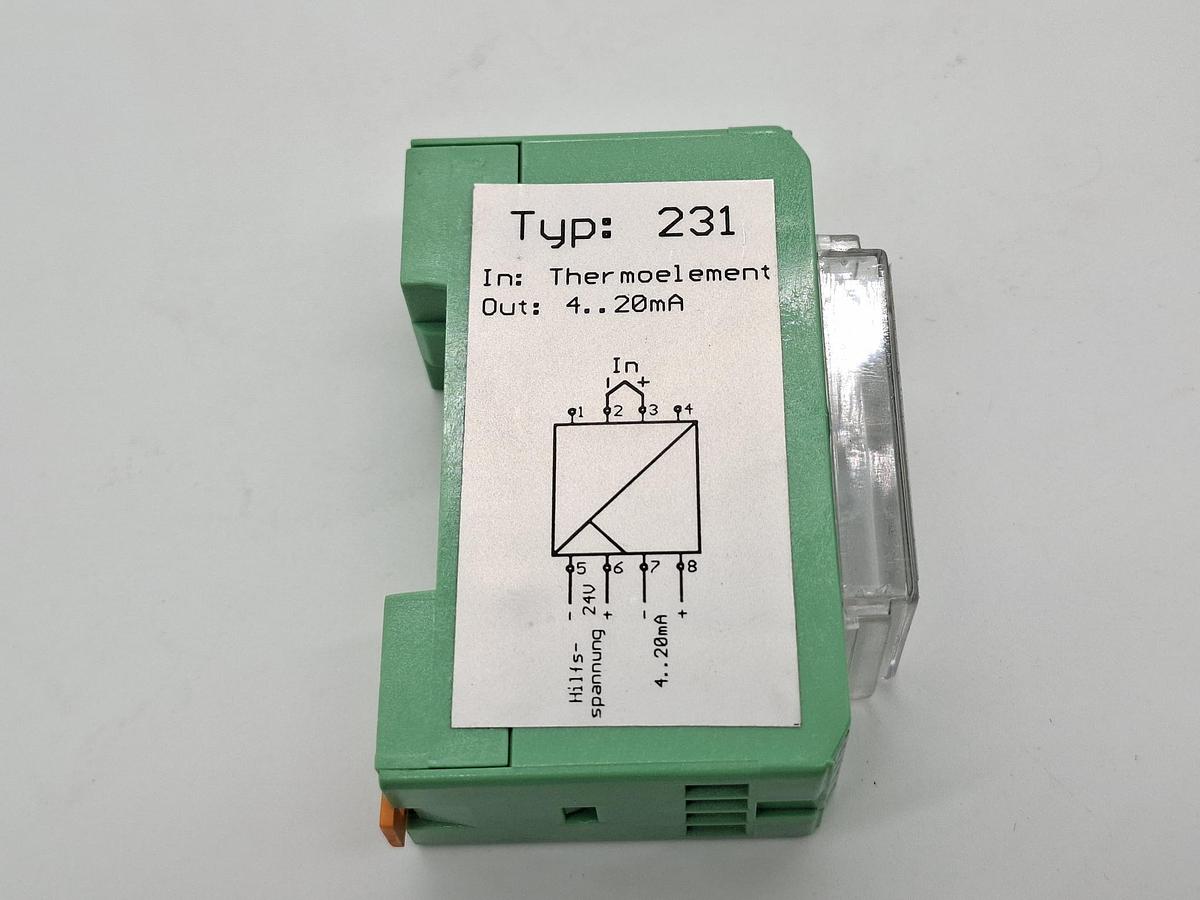 Typ: 231
In: Thermoelement
Out: 4..20mA
In
- +
1 2 3 4
5 6 7 8
- 24V + - +
Hilfs-
spannung
4..20mA